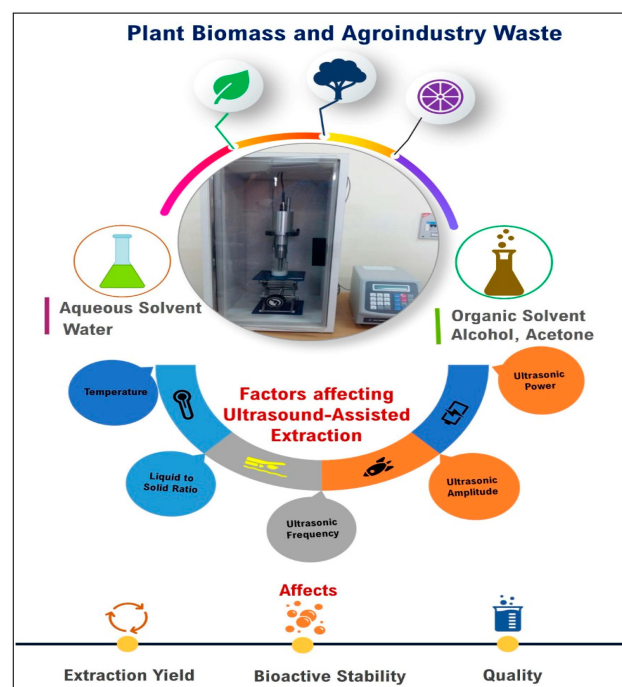 Plant Biomass and Agroindustry Waste
Aqueous Solvent
Water
Organic Solvent
Alcohol, Acetone
Factors affecting
Ultrasound-Assisted
Extraction
Temperature
Liquid to
Solid Ratio
Ultrasonic
Frequency
Ultrasonic
Amplitude
Ultrasonic
Power
Affects
Extraction Yield
Bioactive Stability
Quality